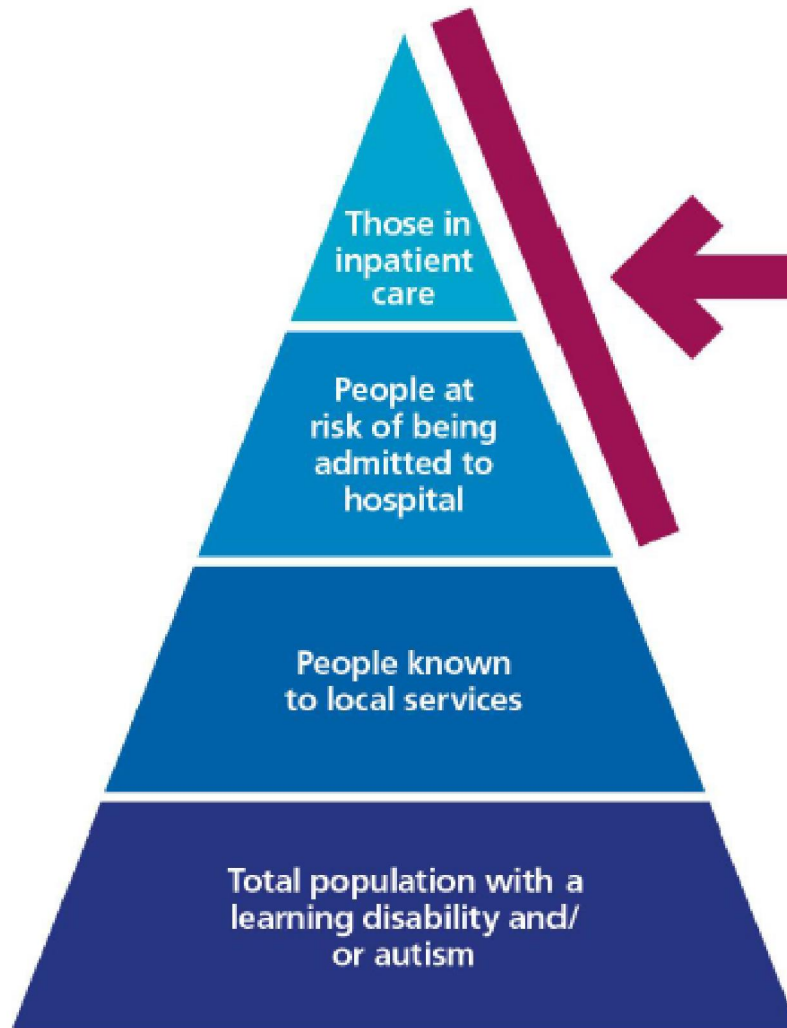 Those in
inpatient
care
People at
risk of being
admitted to
hospital
People known
to local services
Total population with a
learning disability and/
or autism